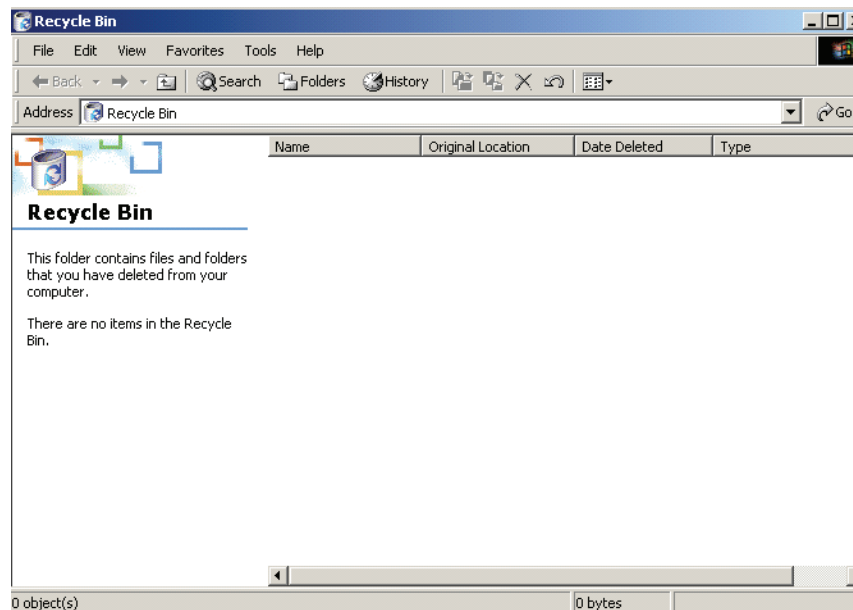 Recycle Bin
File Edit View Favorites Tools Help
Back Search Folders History
Address Recycle Bin Go
Name Original Location Date Deleted Type
Recycle Bin
This folder contains files and folders
that you have deleted from your
computer.
There are no items in the Recycle
Bin.
0 object(s) 0 bytes